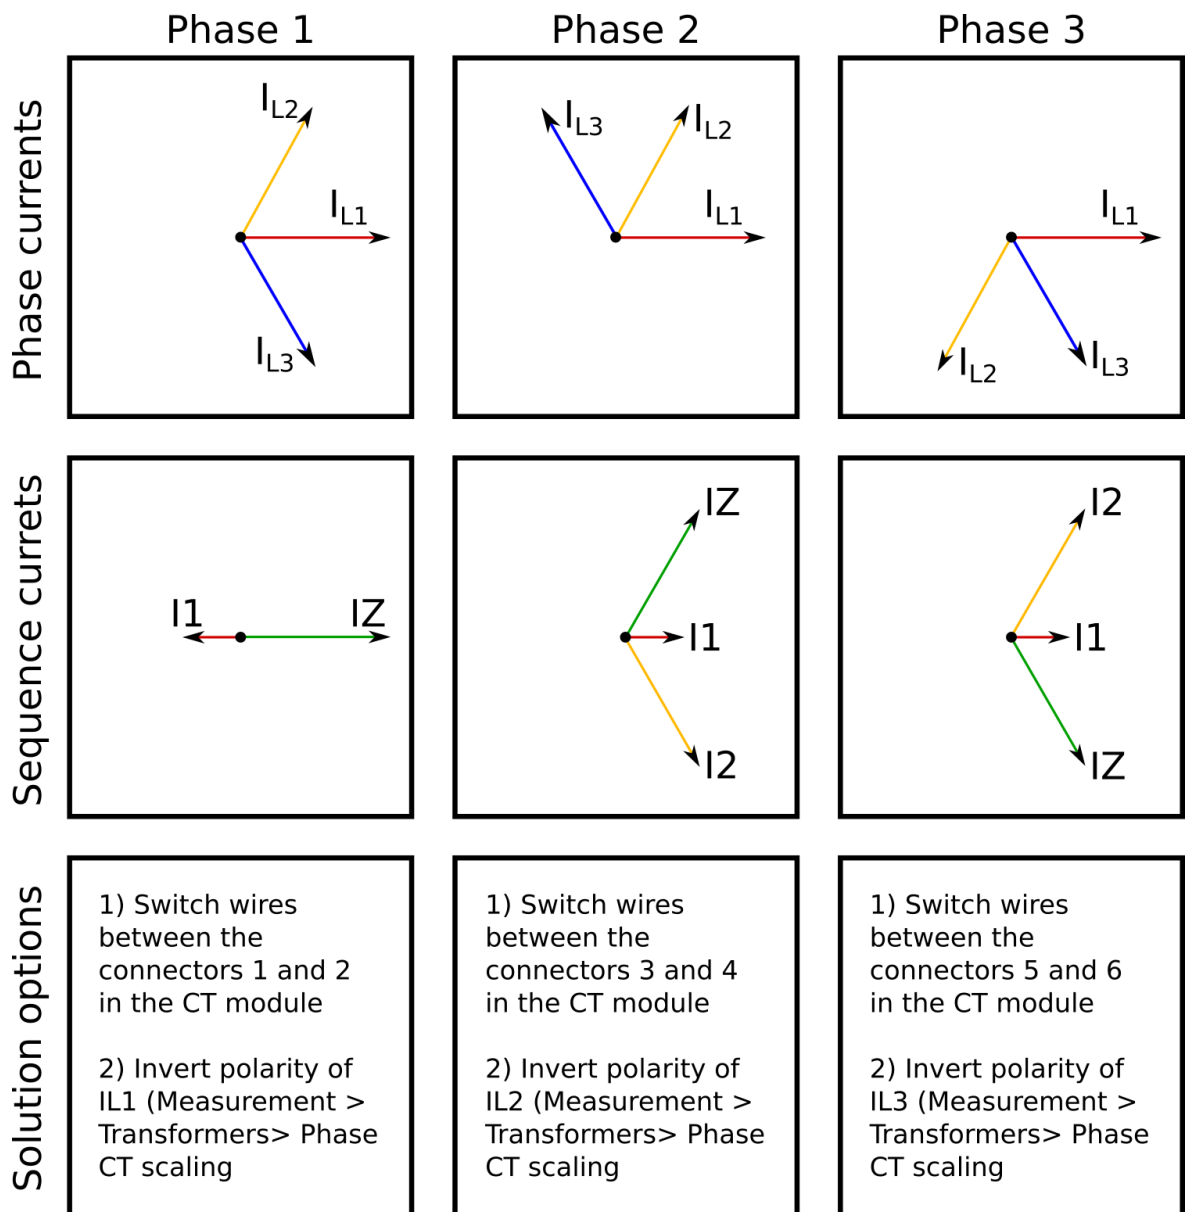 Phase 1
Phase 2
Phase 3
Phase currents
IL2
IL1
IL3
IL3
IL2
IL1
IL1
IL2
IL3
Sequence currets
I1
IZ
IZ
I1
I2
I2
I1
IZ
Solution options
1) Switch wires
between the
connectors 1 and 2
in the CT module
2) Invert polarity of
IL1 (Measurement >
Transformers> Phase
CT scaling
1) Switch wires
between the
connectors 3 and 4
in the CT module
2) Invert polarity of
IL2 (Measurement >
Transformers> Phase
CT scaling
1) Switch wires
between the
connectors 5 and 6
in the CT module
2) Invert polarity of
IL3 (Measurement >
Transformers> Phase
CT scaling